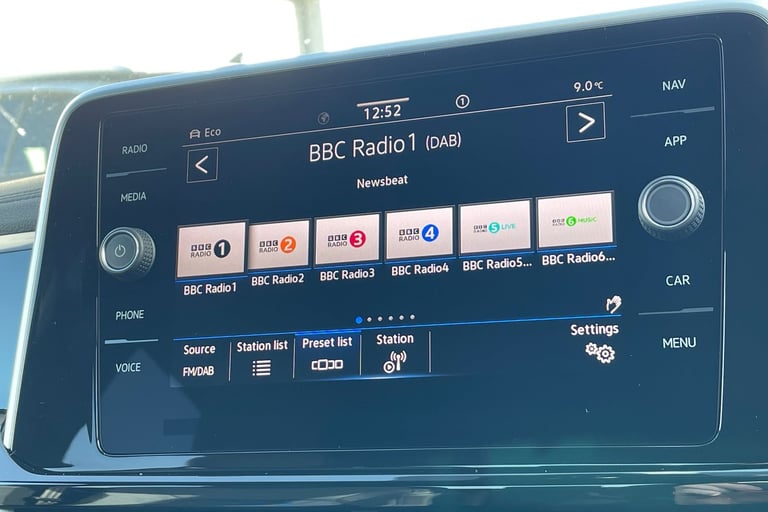 12:52
1
9.0°C
Eco
BBC Radio1 (DAB)
Newsbeat
BBC RADIO 1
BBC RADIO 2
BBC RADIO 3
BBC RADIO 4
BBC RADIO 5 LIVE
BBC RADIO 6 MUSIC
BBC Radio1
BBC Radio2
BBC Radio3
BBC Radio4
BBC Radio5...
BBC Radio6...
Source
FM/DAB
Station list
Preset list
Station
Settings
RADIO
MEDIA
PHONE
VOICE
NAV
APP
CAR
MENU